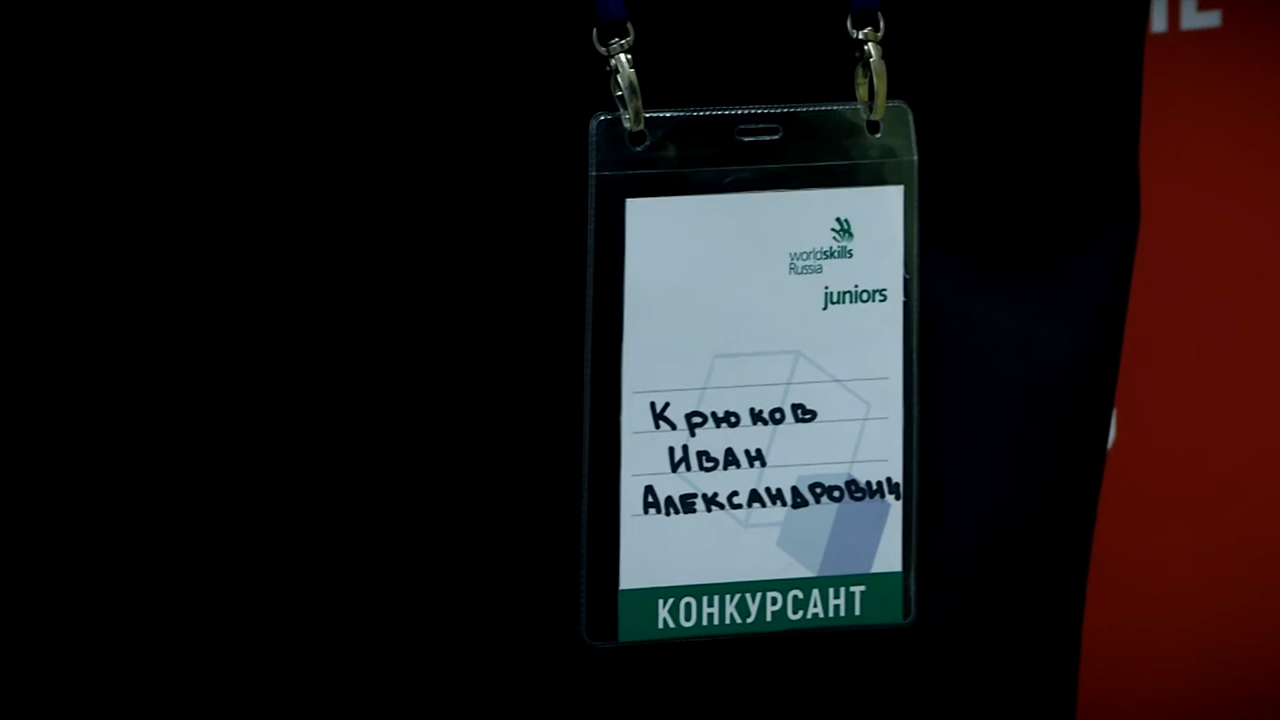 worldskills
Russia
juniors
Крюков
Иван
Александрович
КОНКУРСАНТ